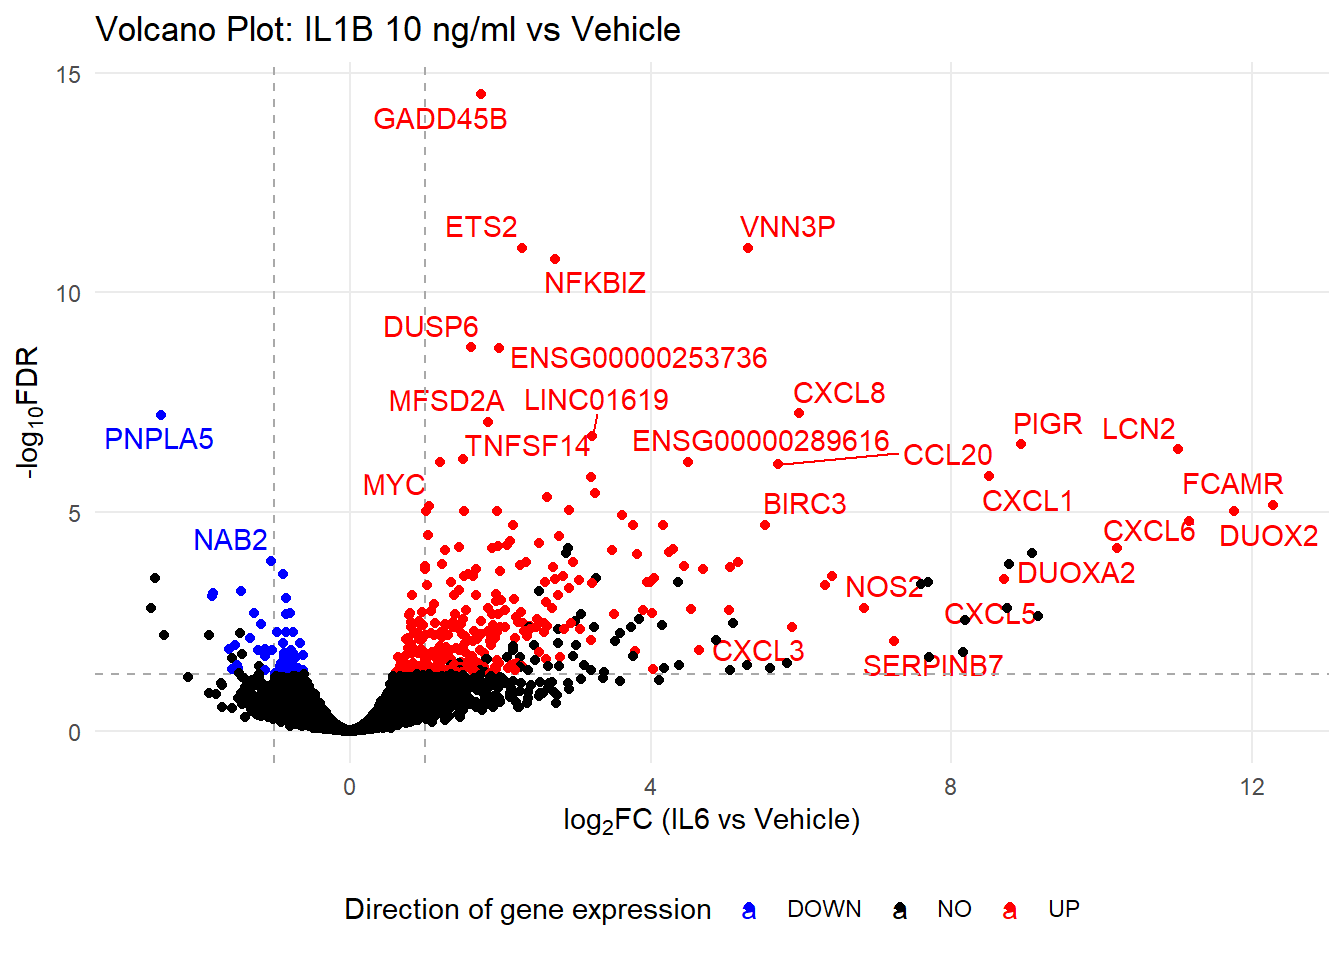 Volcano Plot: IL1B 10 ng/ml vs Vehicle
15
GADD45B
ETS2
VNN3P
NFKBIZ
10
DUSP6
ENSG00000253736
CXCL8
MFSD2A
LINC01619
PIGR
LCN2
PNPLA5
TNFSF14
ENSG00000289616
CCL20
MYC
FCAMR
BIRC3
CXCL1
5
CXCL6
DUOX2
NAB2
DUOXA2
NOS2
CXCL5
CXCL3
SERPINB7
0
-log10FDR
0
4
8
12
log2FC (IL6 vs Vehicle)
Direction of gene expression
a DOWN
a NO
a UP